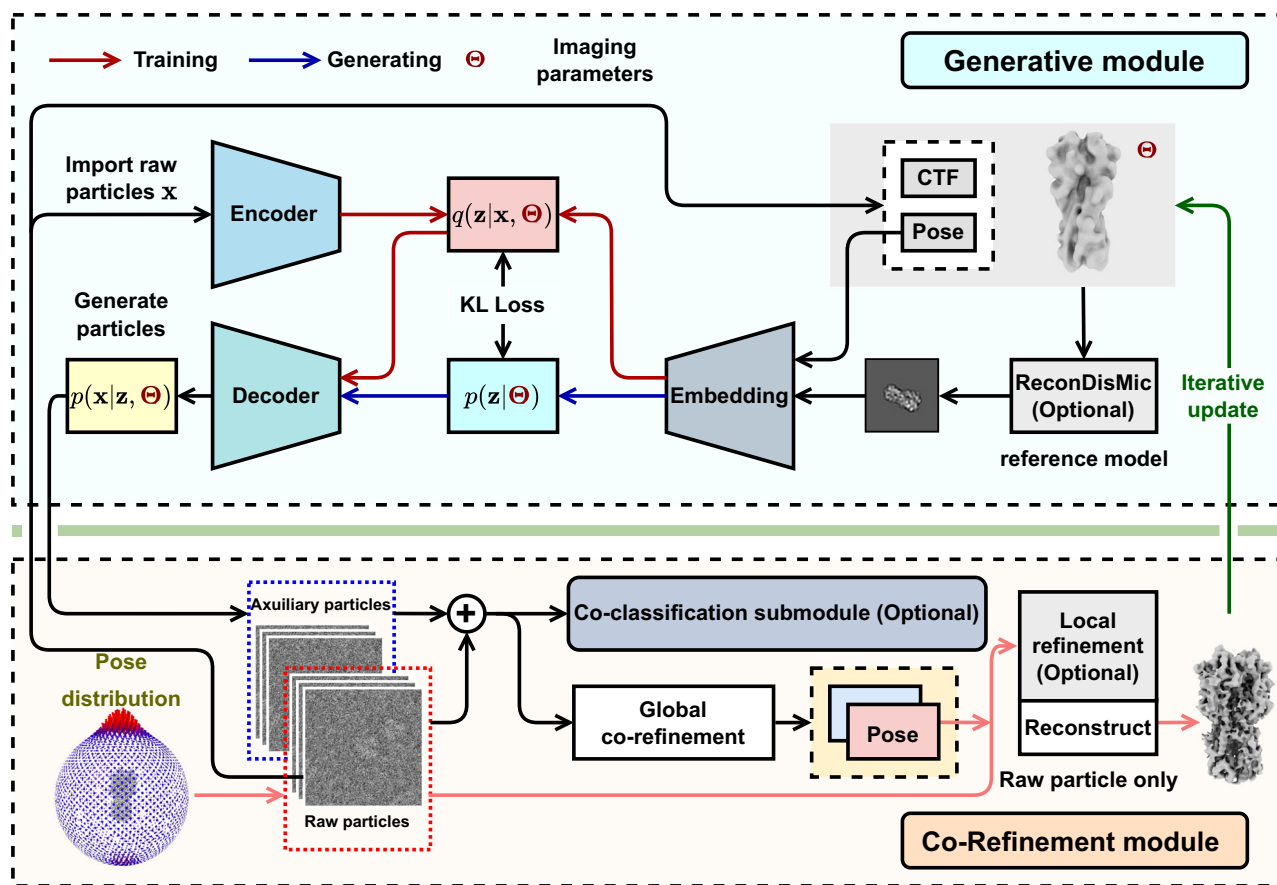 Training
Generating
Θ
Imaging
parameters
Generative module
Import raw
particles x
Encoder
q(z|x, Θ)
CTF
Pose
Θ
Generate
particles
KL Loss
p(x|z, Θ)
Decoder
p(z|Θ)
Embedding
ReconDisMic
(Optional)
reference model
Iterative
update
Axuiliary particles
Co-classification submodule (Optional)
Local
refinement
(Optional)
Pose
distribution
Global
co-refinement
Pose
Reconstruct
Raw particle only
Raw particles
Co-Refinement module